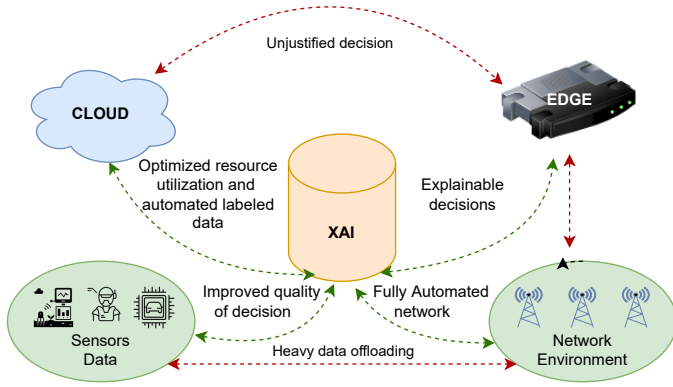 Unjustified decision
CLOUD
EDGE
Optimized resource
utilization and
automated labeled
data
XAI
Explainable
decisions
Improved quality
of decision
Fully Automated
network
Sensors
Data
Heavy data offloading
Network
Environment